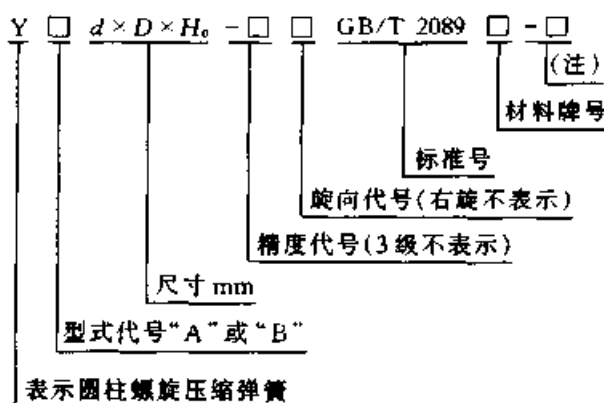 Y □ d×D×H₀ -□ □ GB/T 2089 □ -□
(注)
材料牌号
标准号
旋向代号(右旋不表示)
精度代号(3级不表示)
尺寸mm
型式代号“A”或“B”
表示圆柱螺旋压缩弹簧